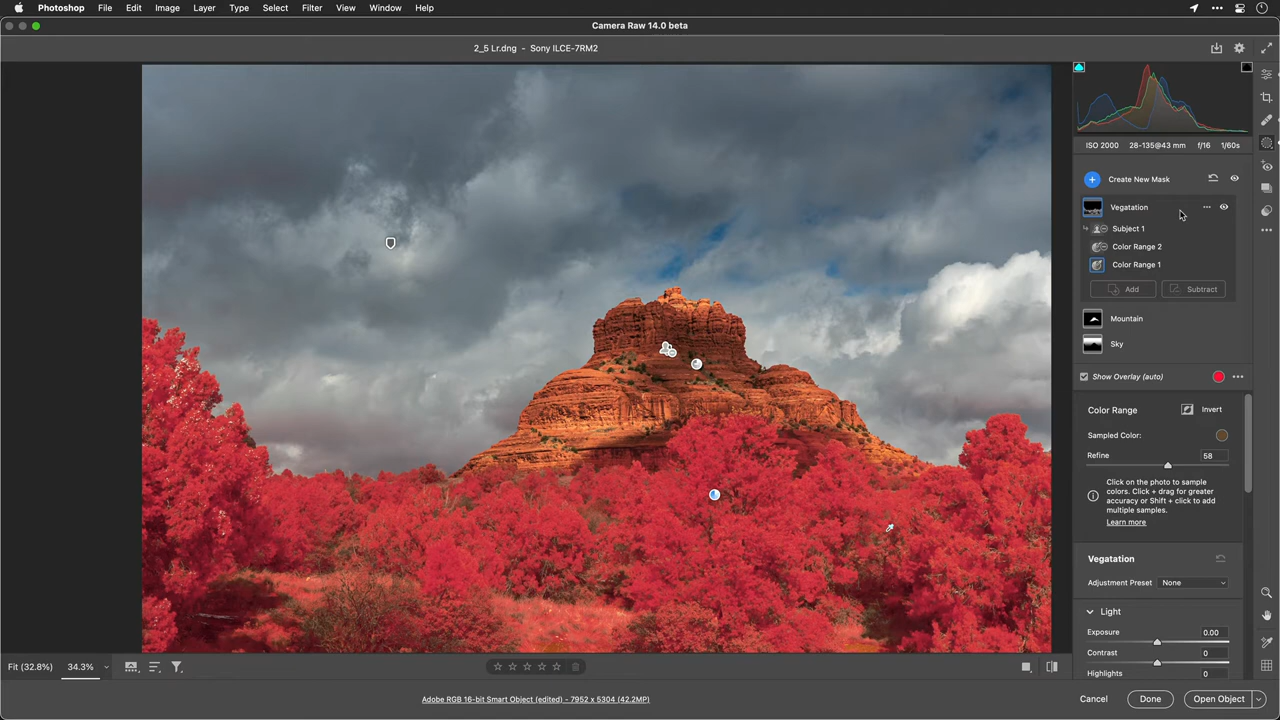 Photoshop File Edit Image Layer Type Select Filter View Window Help
Camera Raw 14.0 beta
2_5 Lr.dng - Sony ILCE-7RM2
ISO 2000 28-135@43 mm f/16 1/60s
Create New Mask
Vegatation
Subject 1
Color Range 2
Color Range 1
Add Subtract
Mountain
Sky
Show Overlay (auto)
Color Range Invert
Sampled Color:
Refine 58
Click on the photo to sample
colors. Click + drag for greater
accuracy or Shift + click to add
multiple samples.
Learn more
Vegatation
Adjustment Preset None
Light
Exposure 0.00
Contrast 0
Highlights 0
Fit (32.8%) 34.3%
Adobe RGB 16-bit Smart Object (edited) - 7952 x 5304 (42.2MP)
Cancel Done Open Object